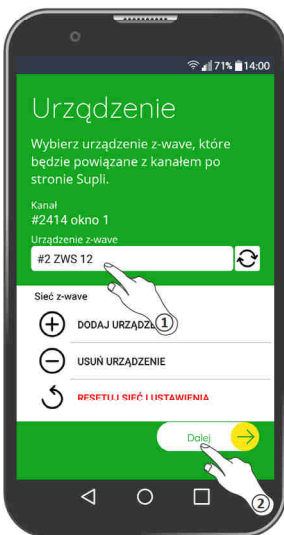 71% 14:00
Urządzenie
Wybierz urządzenie z-wave, które
będzie powiązane z kanałem po
stronie Supli.
Kanał
#2414 okno 1
Urządzenie z-wave
#2 ZWS 12
1
Sieć z-wave
DODAJ
USUŃ URZĄDZENIE
RESETUJ SIEĆ I USTAWIENIA
Dalej
2